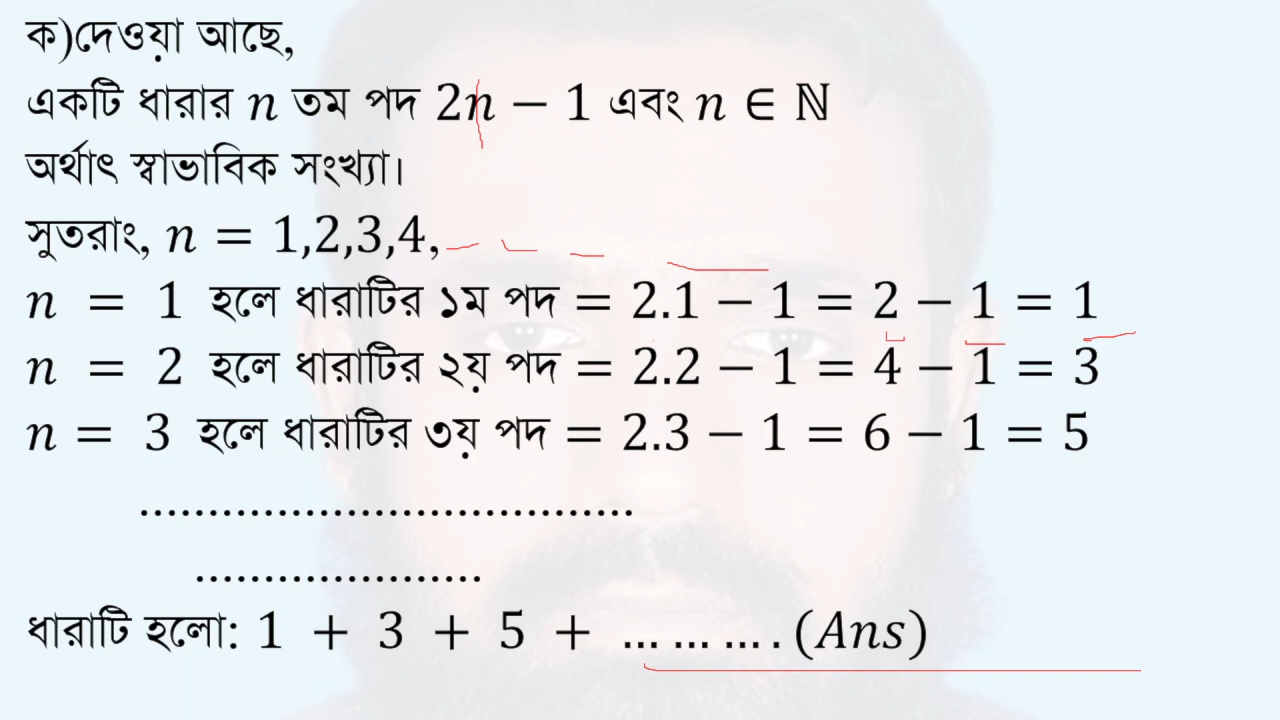 ক)দেওয়া আছে,
একটি ধারার n তম পদ 2n − 1 এবং n ∈ ℕ
অর্থাৎ স্বাভাবিক সংখ্যা।
সুতরাং, n = 1,2,3,4,
n = 1 হলে ধারাটির ১ম পদ = 2.1 − 1 = 2 − 1 = 1
n = 2 হলে ধারাটির ২য় পদ = 2.2 − 1 = 4 − 1 = 3
n = 3 হলে ধারাটির ৩য় পদ = 2.3 − 1 = 6 − 1 = 5
.....................................
.....................
ধারাটি হলো: 1 + 3 + 5 + … … … . (Ans)